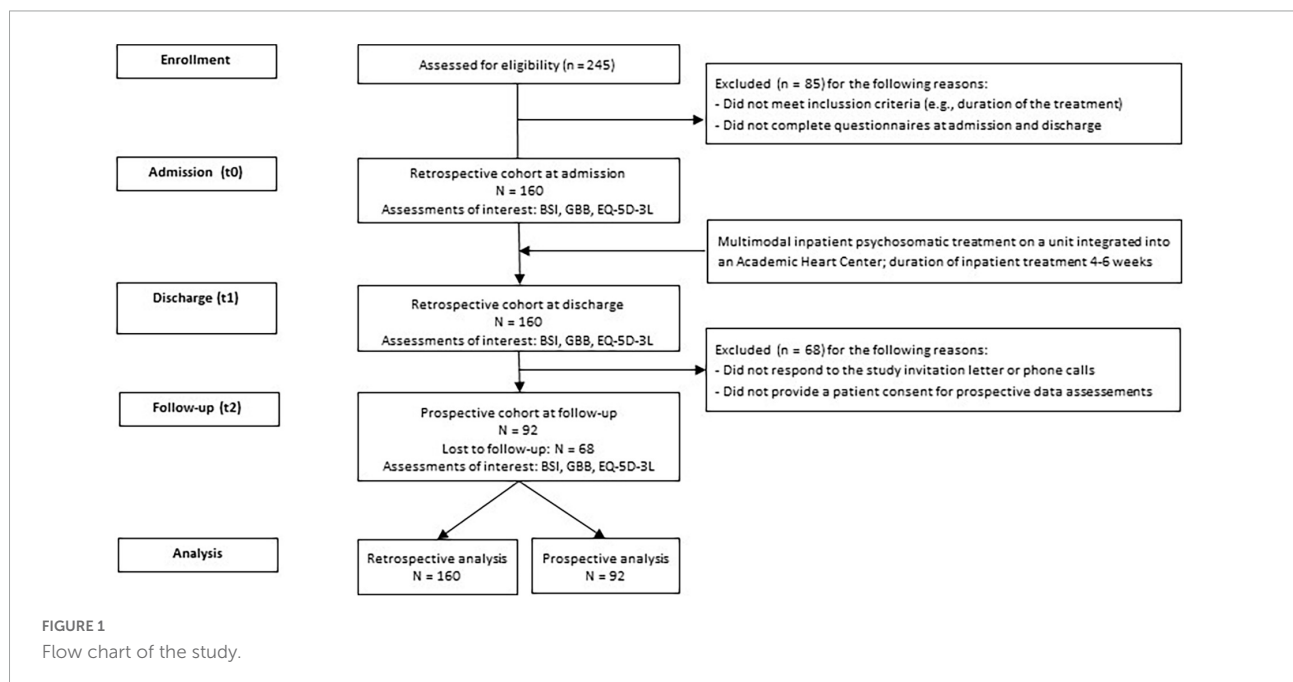 Enrollment
Assessed for eligibility (n = 245)
Excluded (n = 85) for the following reasons:
- Did not meet inclussion criteria (e.g., duration of the treatment)
- Did not complete questionnaires at admission and discharge
Admission (t0)
Retrospective cohort at admission
N = 160
Assessments of interest: BSI, GBB, EQ-5D-3L
Multimodal inpatient psychosomatic treatment on a unit integrated into
an Academic Heart Center; duration of inpatient treatment 4-6 weeks
Discharge (t1)
Retrospective cohort at discharge
N = 160
Assessments of interest: BSI, GBB, EQ-5D-3L
Excluded (n = 68) for the following reasons:
- Did not respond to the study invitation letter or phone calls
- Did not provide a patient consent for prospective data assessements
Follow-up (t2)
Prospective cohort at follow-up
N = 92
Lost to follow-up: N = 68
Assessments of interest: BSI, GBB, EQ-5D-3L
Analysis
Retrospective analysis
N = 160
Prospective analysis
N = 92
FIGURE 1
Flow chart of the study.